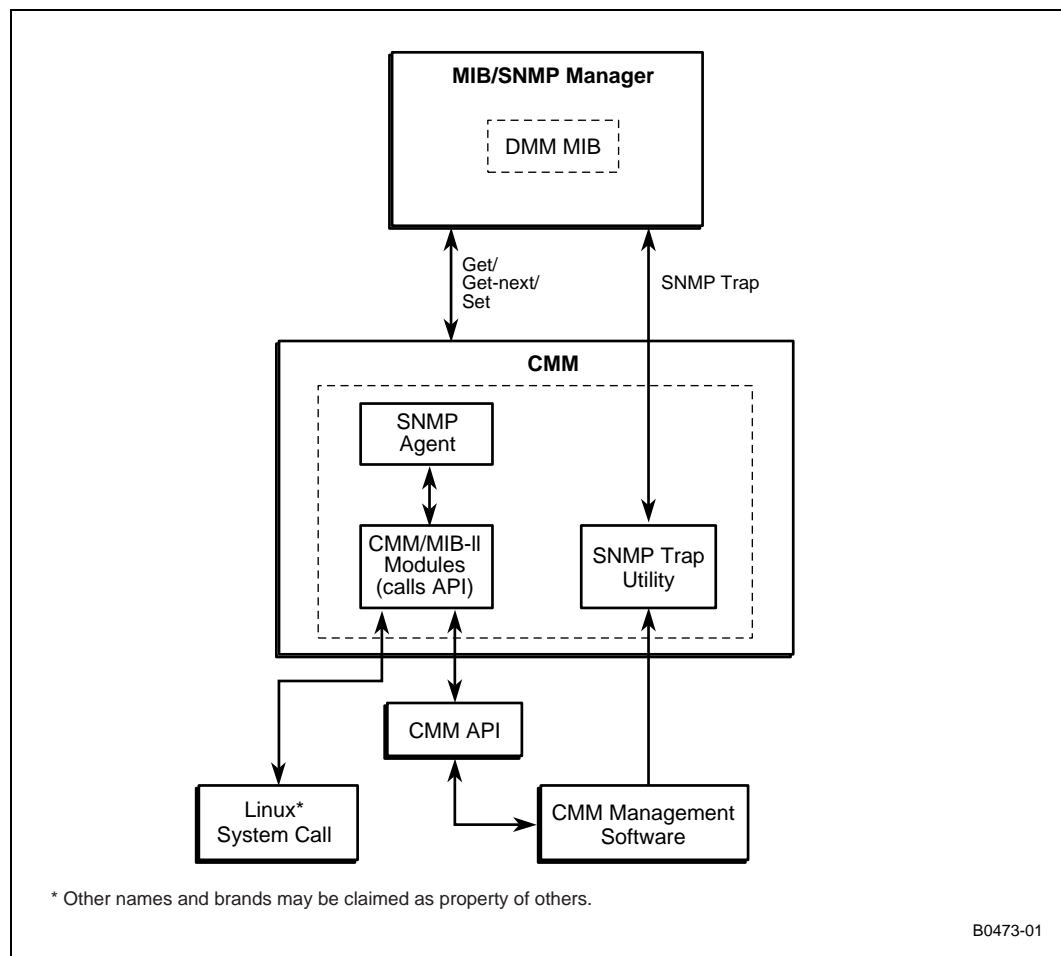 MIB/SNMP Manager
DMM MIB
Get/
Get-next/
Set
SNMP Trap
CMM
SNMP
Agent
CMM/MIB-II
Modules
(calls API)
SNMP Trap
Utility
CMM API
Linux*
System Call
CMM Management
Software
* Other names and brands may be claimed as property of others.
B0473-01